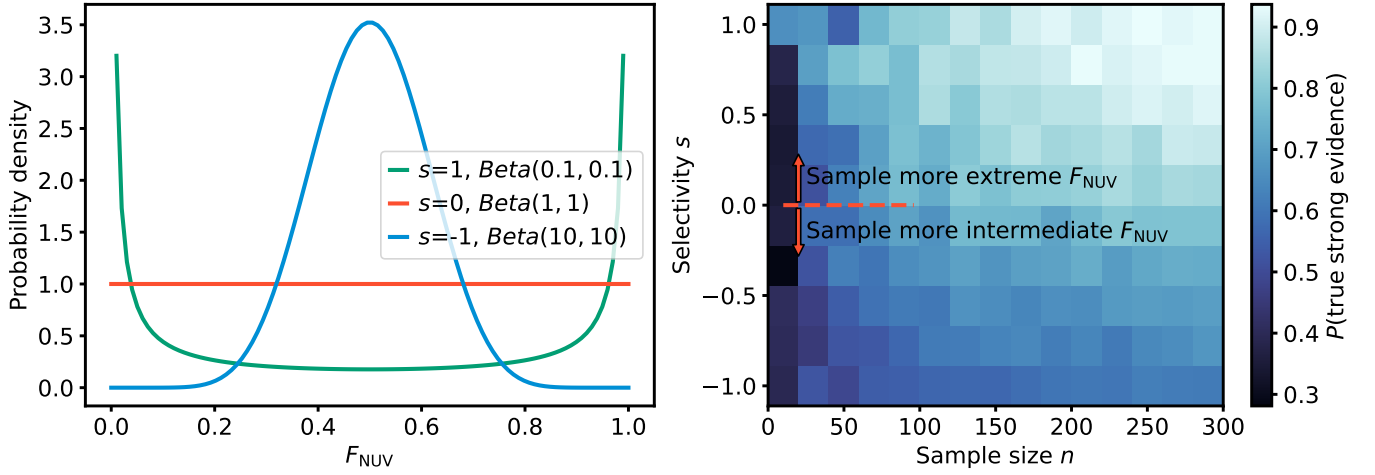 3.5
3.0
2.5
2.0
1.5
1.0
0.5
0.0
Probability density
0.0 0.2 0.4 0.6 0.8 1.0
F_NUV
s=1, Beta(0.1, 0.1)
s=0, Beta(1, 1)
s=-1, Beta(10, 10)
1.0
0.5
0.0
−0.5
−1.0
Selectivity s
Sample more extreme F_NUV
Sample more intermediate F_NUV
0 50 100 150 200 250 300
Sample size n
0.9
0.8
0.7
0.6
0.5
0.4
0.3
P(true strong evidence)